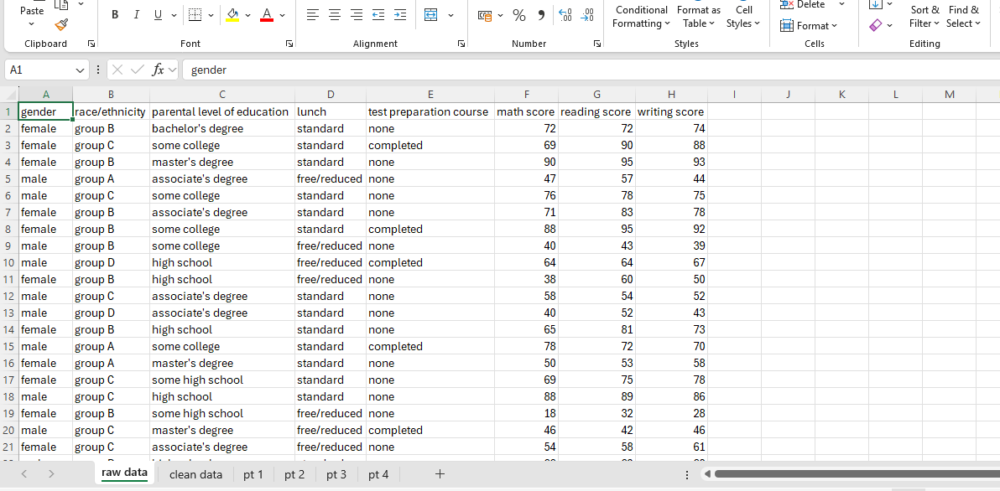 Paste
B I U A % 9 .00 .00
Conditional Format as Cell
Formatting Table Styles
Delete
Format
Sort & Find &
Filter Select
Clipboard Font Alignment Number Styles Cells Editing
A1 fx gender
A B C D E F G H I J K L M
1 gender race/ethnicity parental level of education lunch test preparation course math score reading score writing score
2 female group B bachelor's degree standard none 72 72 74
3 female group C some college standard completed 69 90 88
4 female group B master's degree standard none 90 95 93
5 male group A associate's degree free/reduced none 47 57 44
6 male group C some college standard none 76 78 75
7 female group B associate's degree standard none 71 83 78
8 female group B some college standard completed 88 95 92
9 male group B some college free/reduced none 40 43 39
10 male group D high school free/reduced completed 64 64 67
11 female group B high school free/reduced none 38 60 50
12 male group C associate's degree standard none 58 54 52
13 male group D associate's degree standard none 40 52 43
14 female group B high school standard none 65 81 73
15 male group A some college standard completed 78 72 70
16 female group A master's degree standard none 50 53 58
17 female group C some high school standard none 69 75 78
18 male group C high school standard none 88 89 86
19 female group B some high school free/reduced none 18 32 28
20 male group C master's degree free/reduced completed 46 42 46
21 female group C associate's degree free/reduced none 54 58 61
raw data clean data pt 1 pt 2 pt 3 pt 4